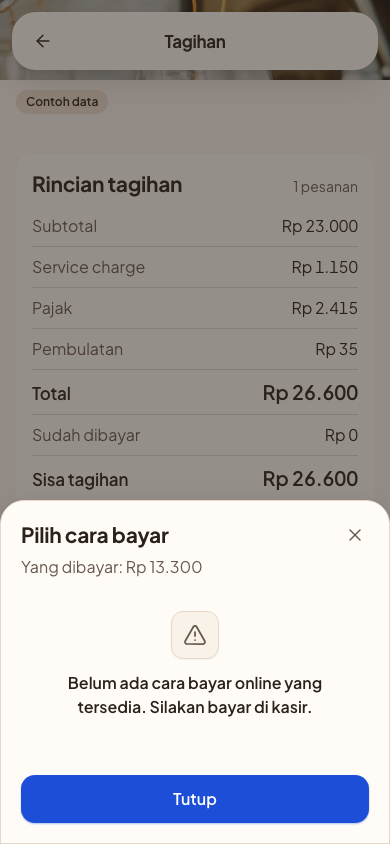 Tagihan
Contoh data
Rincian tagihan 1 pesanan
Subtotal Rp 23.000
Service charge Rp 1.150
Pajak Rp 2.415
Pembulatan Rp 35
Total Rp 26.600
Sudah dibayar Rp 0
Sisa tagihan Rp 26.600
Pilih cara bayar
Yang dibayar: Rp 13.300
Belum ada cara bayar online yang
tersedia. Silakan bayar di kasir.
Tutup